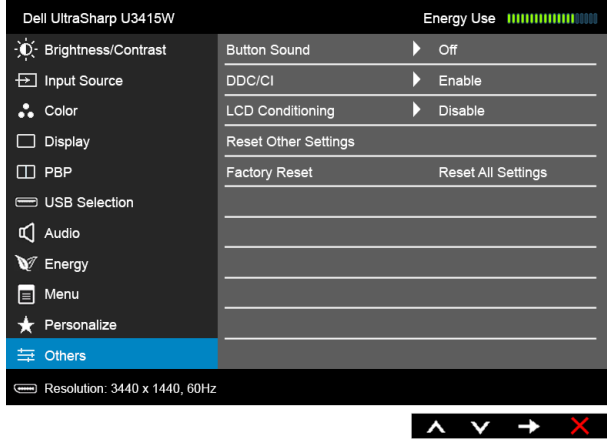 Dell UltraSharp U3415W Energy Use
Brightness/Contrast Button Sound Off
Input Source DDC/CI Enable
Color LCD Conditioning Disable
Display Reset Other Settings
PBP Factory Reset Reset All Settings
USB Selection
Audio
Energy
Menu
Personalize
Others
Resolution: 3440 x 1440, 60Hz